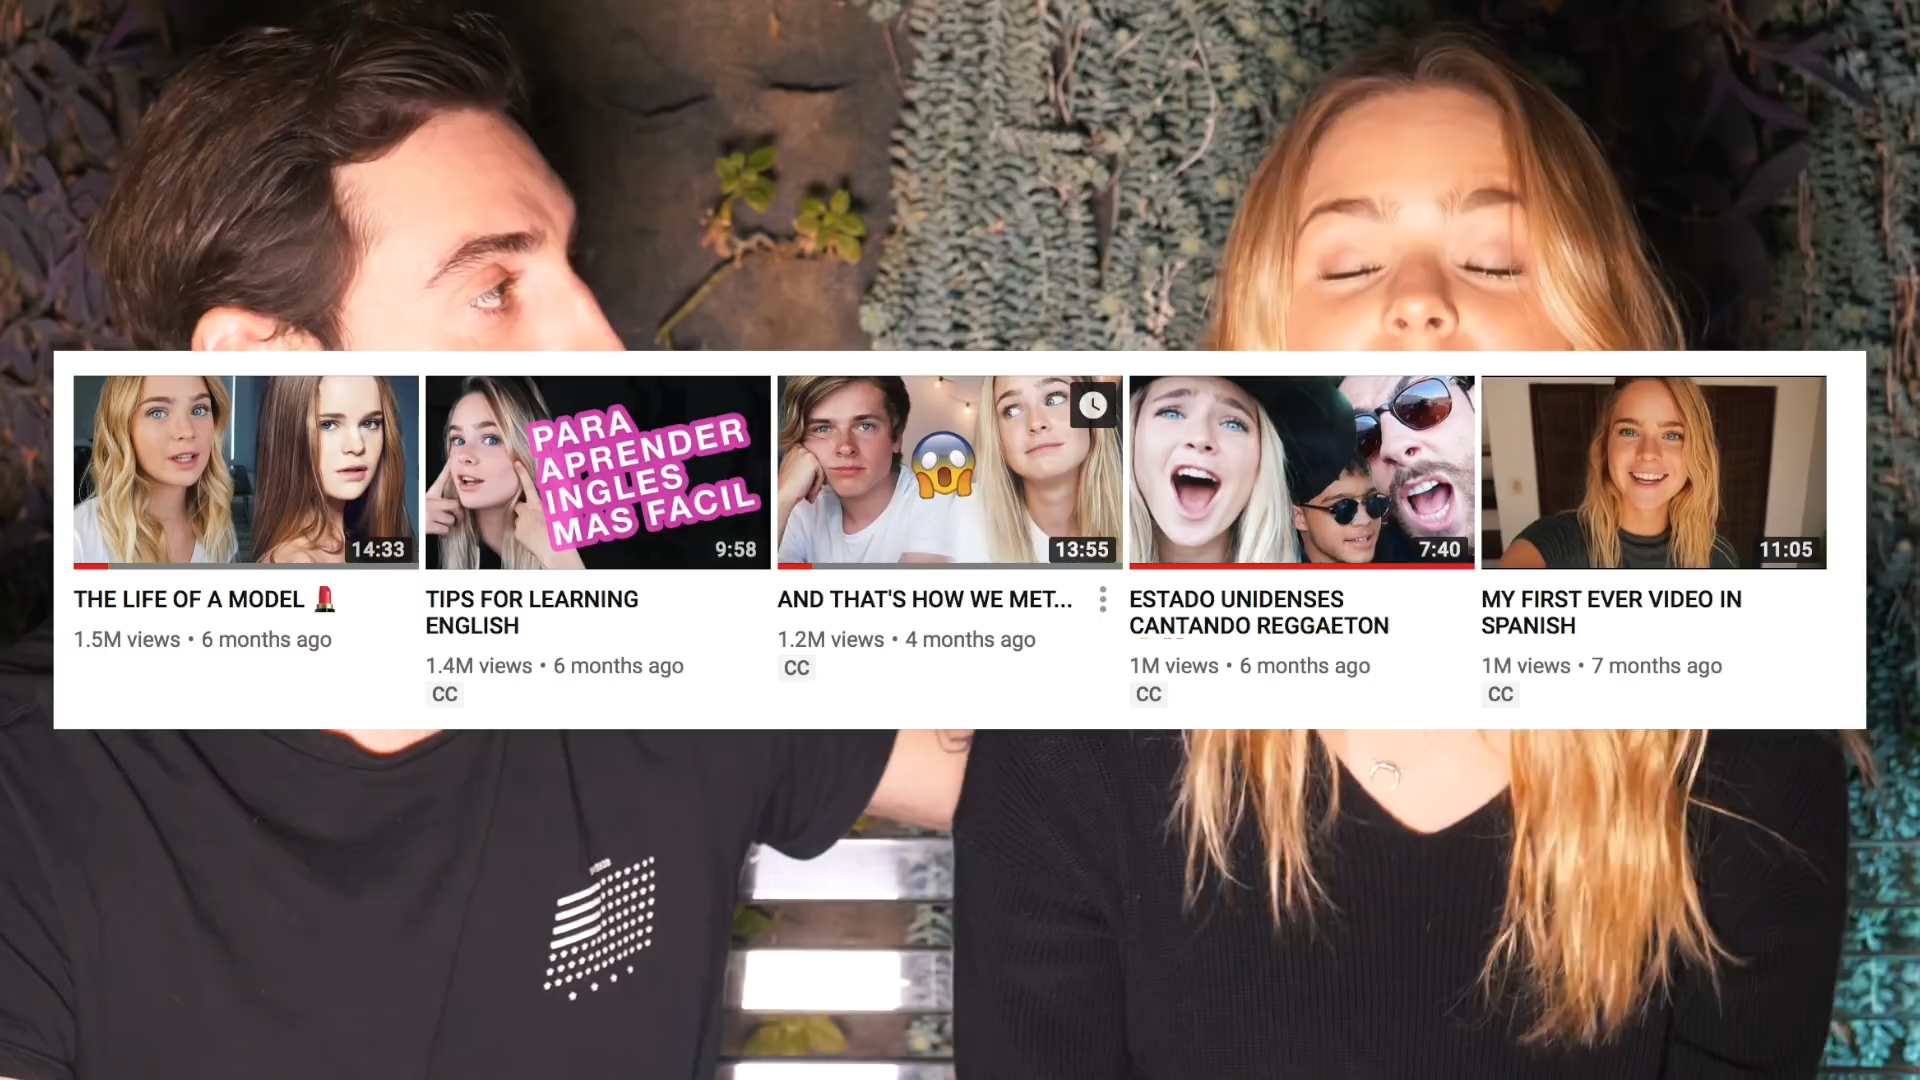 PARA
APRENDER
INGLES
MAS FACIL
14:33
9:58
13:55
7:40
11:05
THE LIFE OF A MODEL 💄
1.5M views • 6 months ago
TIPS FOR LEARNING
ENGLISH
1.4M views • 6 months ago
CC
AND THAT'S HOW WE MET...
1.2M views • 4 months ago
CC
ESTADO UNIDENSES
CANTANDO REGGAETON
1M views • 6 months ago
CC
MY FIRST EVER VIDEO IN
SPANISH
1M views • 7 months ago
CC